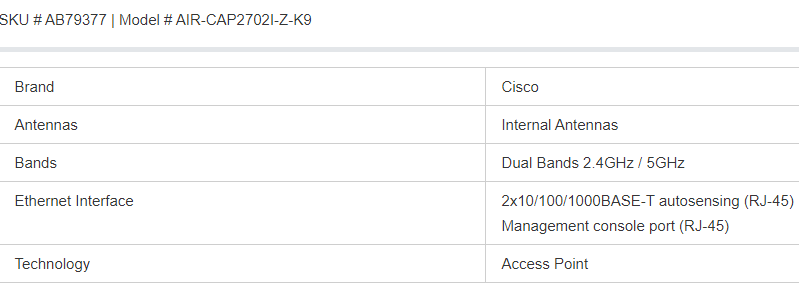 SKU # AB79377 | Model # AIR-CAP2702I-Z-K9
Brand Cisco
Antennas Internal Antennas
Bands Dual Bands 2.4GHz / 5GHz
Ethernet Interface 2x10/100/1000BASE-T autosensing (RJ-45)
Management console port (RJ-45)
Technology Access Point